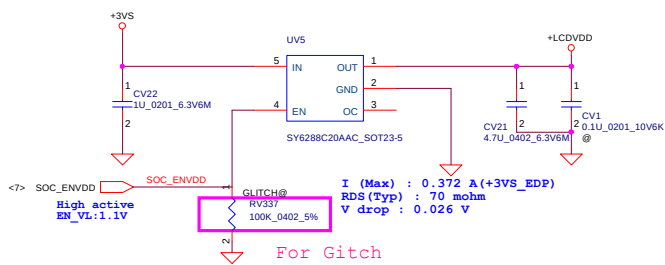 +3VS
UV5
+LCDVDD
5
IN
OUT
1
GND
2
4
EN
OC
3
1
CV22
1U_0201_6.3V6M
2
SY6288C20AAC_SOT23-5
1
1
2
2
CV21
4.7U_0402_6.3V6M
CV1
0.1U_0201_10V6K
@
<7>
SOC_ENVDD
SOC_ENVDD
High active
EN_VL:1.1V
1
GLITCH@
RV337
100K_0402_5%
2
I (Max) : 0.372 A(+3VS_EDP)
RDS(Typ) : 70 mohm
V drop : 0.026 V
For Gitch